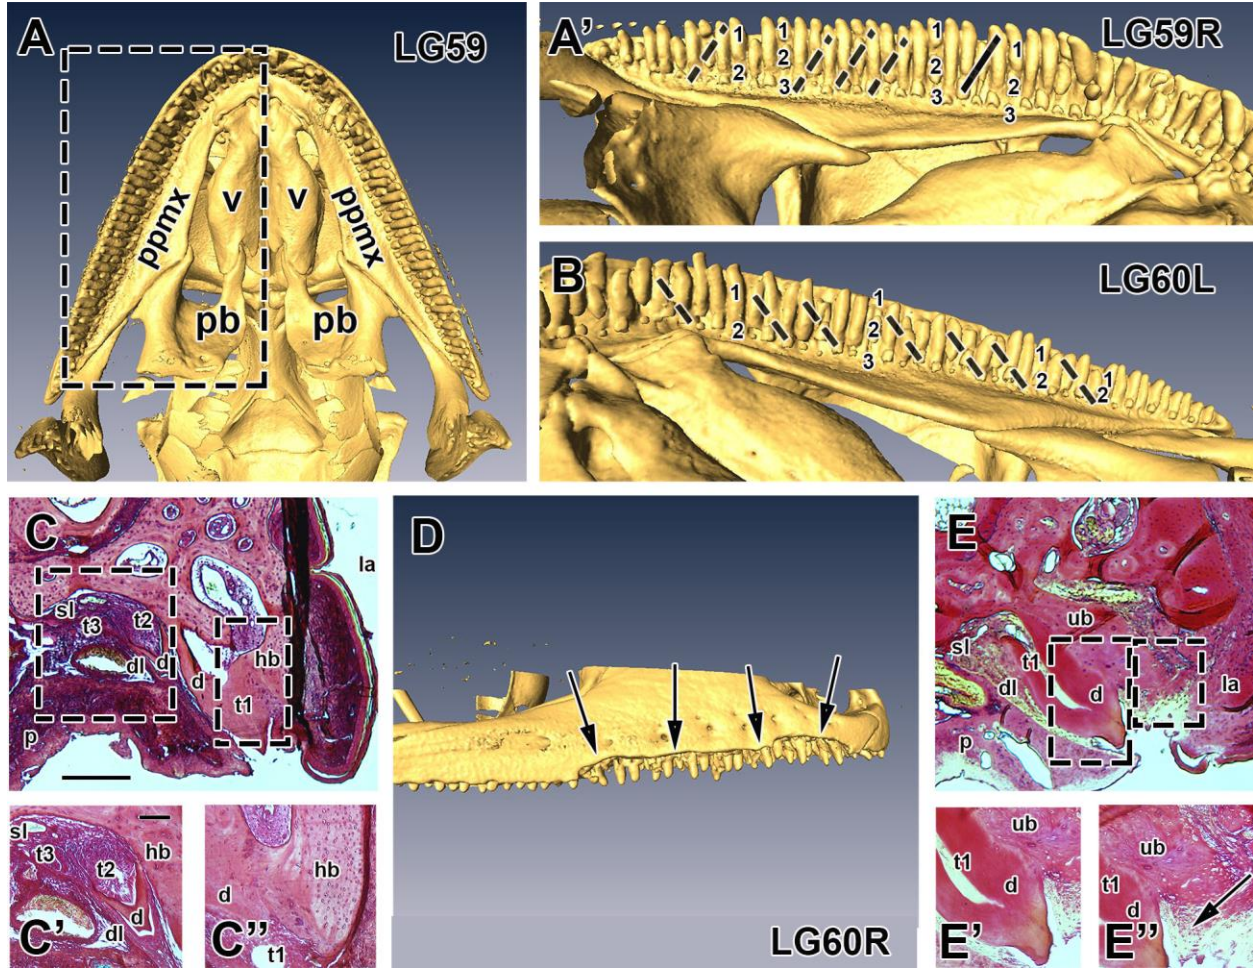 A
LG59
v
v
ppmx
ppmx
pb
pb
A’
LG59R
1 1 1 1 1
2 2 2 2 2
3 3 3
B
LG60L
1 1 1 1
2 2 2 2
3
C
la
sl
t3
t2
dl
d
d
hb
t1
p
D
LG60R
E
ub
sl
t1
dl
d
la
p
sl
t3
t2
hb
d
dl
C’
hb
d
C’’
t1
ub
t1
d
E’
ub
t1
d
E’’